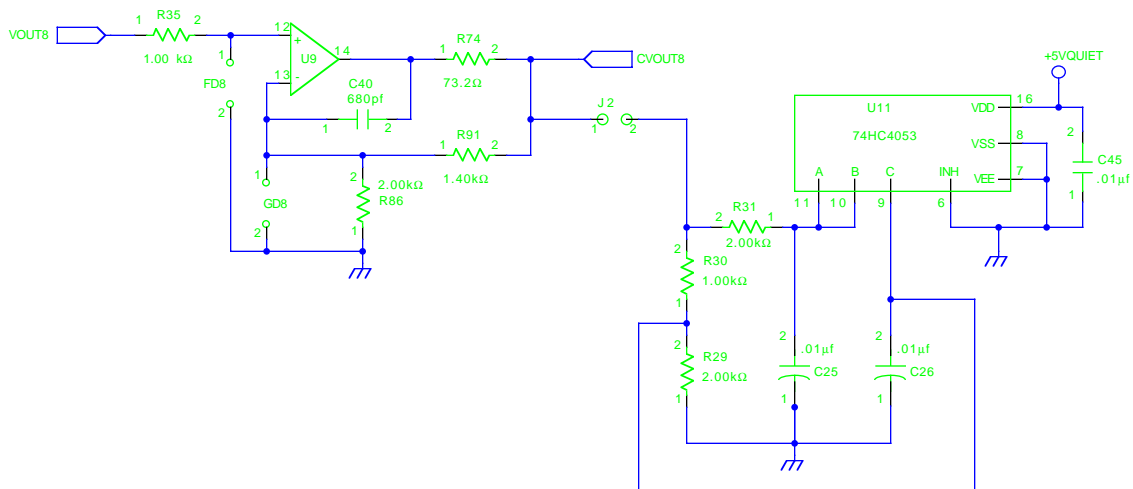 VOUT8
1
R35
2
1.00 kΩ
12
+
U9
14
13
-
1
FD8
2
C40
680pf
1
2
1
R74
2
73.2Ω
CVOUT8
1
R91
2
1.40kΩ
1
GD8
2
2
2.00kΩ
R86
1
J2
1
2
+5VQUIET
U11
74HC4053
VDD
16
VSS
8
VEE
7
A
B
C
INH
11
10
9
6
2
C45
.01µf
1
R31
2
1
2.00kΩ
2
R30
1.00kΩ
1
2
R29
2.00kΩ
1
2
.01µf
C25
1
2
.01µf
C26
1